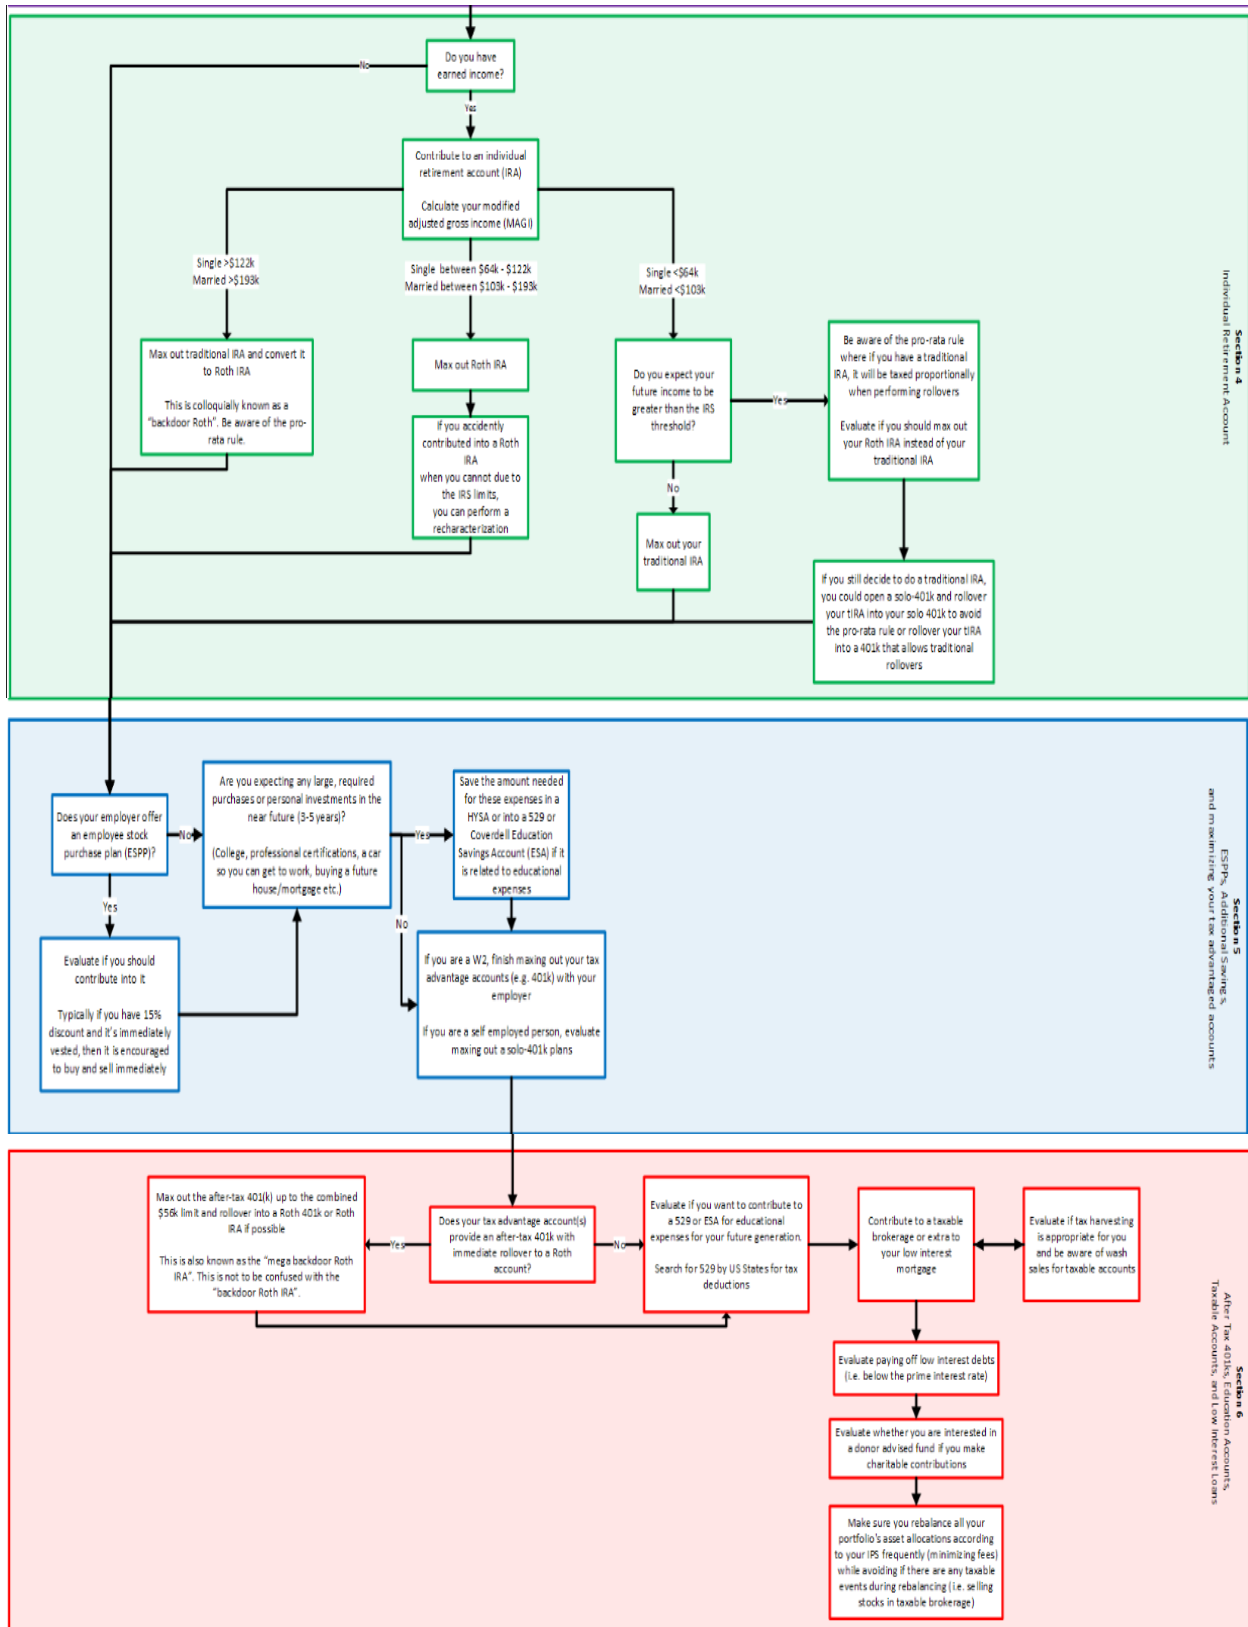 Do you have
earned income?
No
Yes
Contribute to an individual
retirement account (IRA)
Calculate your modified
adjusted gross income (MAGI)
Single >$122k
Married >$193k
Single between $64k - $122k
Married between $103k - $193k
Single <$64k
Married <$103k
Max out traditional IRA and convert it
to Roth IRA
This is colloquially known as a
"backdoor Roth". Be aware of the pro-
rata rule.
Max out Roth IRA
If you accidently
contributed into a Roth
IRA
when you cannot due to
the IRS limits,
you can perform a
recharacterization
Do you expect your
future income to be
greater than the IRS
threshold?
Yes
No
Max out your
traditional IRA
Be aware of the pro-rata rule
where if you have a traditional
IRA, it will be taxed proportionally
when performing rollovers
Evaluate if you should max out
your Roth IRA instead of your
traditional IRA
If you still decide to do a traditional IRA,
you could open a solo-401k and rollover
your tIRA into your solo 401k to avoid
the pro-rata rule or rollover your tIRA
into a 401k that allows traditional
rollovers
Section 4
Individual Retirement Account
Does your employer offer
an employee stock
purchase plan (ESPP)?
No
Yes
Evaluate if you should
contribute into it
Typically if you have 15%
discount and it's immediately
vested, then it is encouraged
to buy and sell immediately
Are you expecting any large, required
purchases or personal investments in the
near future (3-5 years)?
(College, professional certifications, a car
so you can get to work, buying a future
house/mortgage etc.)
Yes
No
Save the amount needed
for these expenses in a
HYSA or into a 529 or
Coverdell Education
Savings Account (ESA) if it
is related to educational
expenses
If you are a W2, finish maxing out your tax
advantage accounts (e.g. 401k) with your
employer
If you are a self employed person, evaluate
maxing out a solo-401k plans
Section 5
ESPPs, Additional Savings,
and maximizing your tax advantaged accounts
Max out the after-tax 401(k) up to the combined
$56k limit and rollover into a Roth 401k or Roth
IRA if possible
This is also known as the "mega backdoor Roth
IRA". This is not to be confused with the
"backdoor Roth IRA".
Yes
Does your tax advantage account(s)
provide an after-tax 401k with
immediate rollover to a Roth
account?
No
Evaluate if you want to contribute to
a 529 or ESA for educational
expenses for your future generation.
Search for 529 by US States for tax
deductions
Contribute to a taxable
brokerage or extra to
your low interest
mortgage
Evaluate if tax harvesting
is appropriate for you
and be aware of wash
sales for taxable accounts
Evaluate paying off low interest debts
(i.e. below the prime interest rate)
Evaluate whether you are interested in
a donor advised fund if you make
charitable contributions
Make sure you rebalance all your
portfolio's asset allocations according
to your IPS frequently (minimizing fees)
while avoiding if there are any taxable
events during rebalancing (i.e. selling
stocks in taxable brokerage)
Section 6
After Tax 401ks, Education Accounts,
Taxable Accounts, and Low Interest Loans